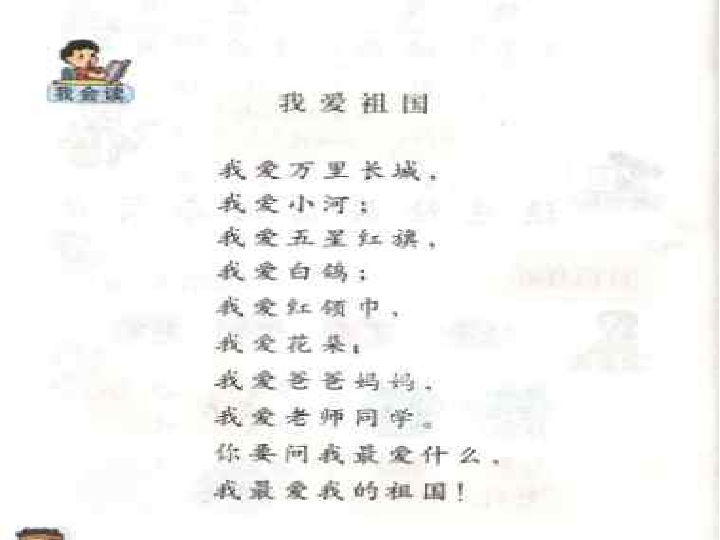 我会读
我爱祖国
我爱万里长城，
我爱小河；
我爱五星红旗，
我爱白鸽；
我爱红领巾，
我爱花朵；
我爱爸爸妈妈，
我爱老师同学。
你要问我最爱什么，
我最爱我的祖国！